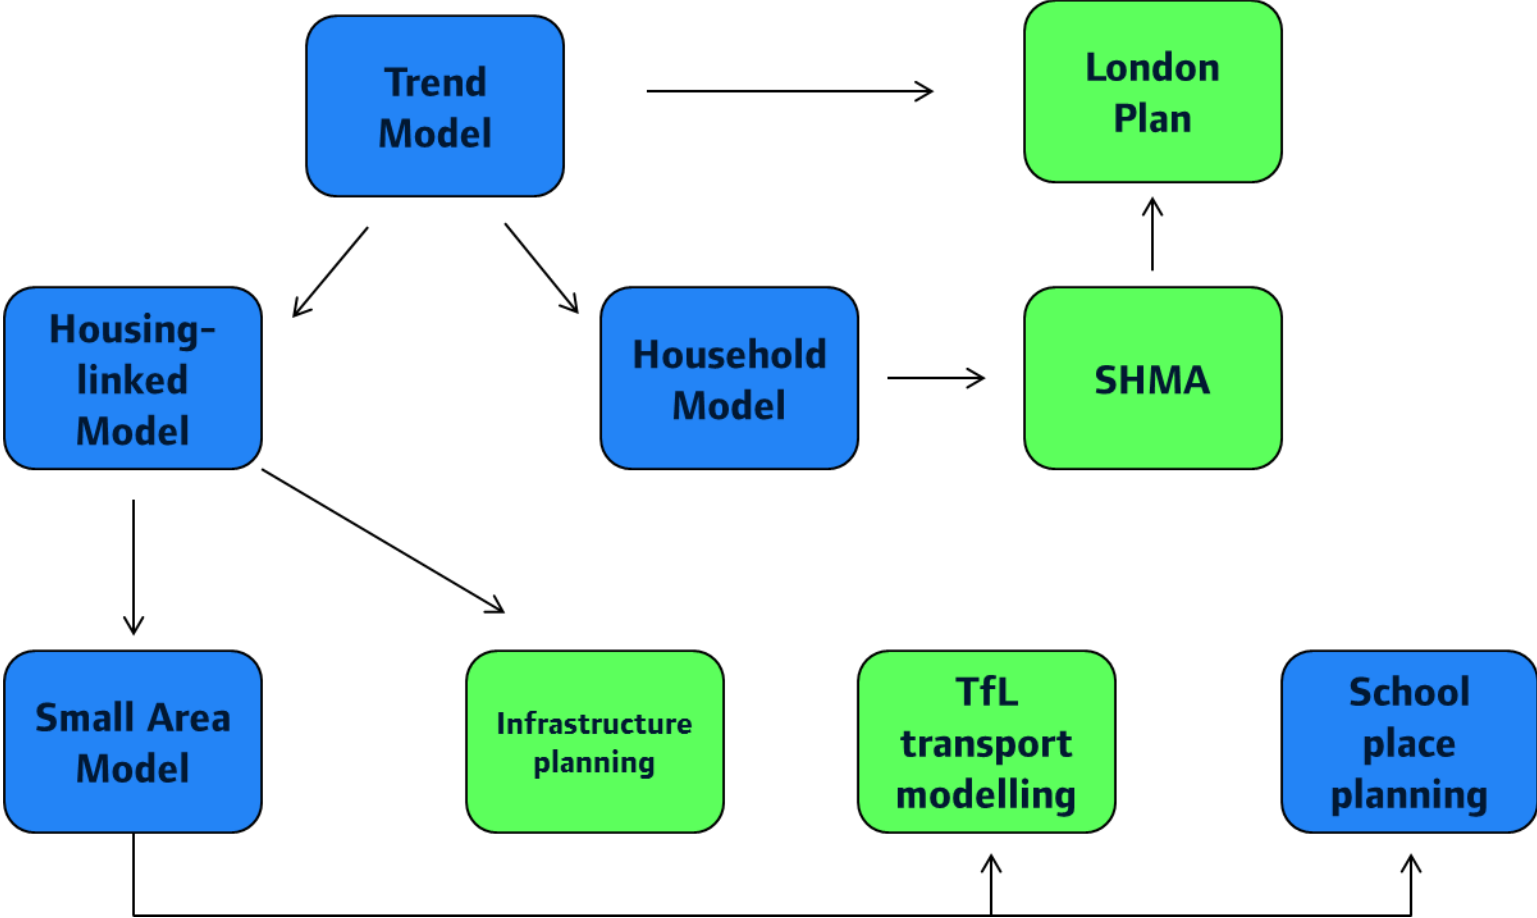 Trend
Model
London
Plan
Housing-
linked
Model
Household
Model
SHMA
Small Area
Model
Infrastructure
planning
TfL
transport
modelling
School
place
planning